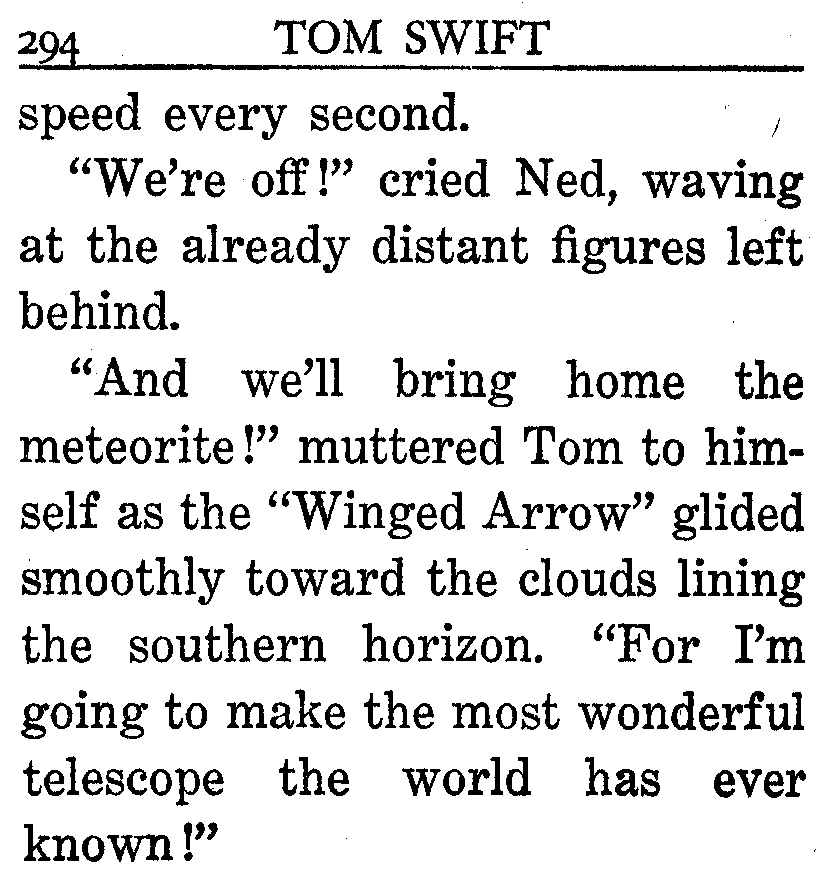 294 TOM SWIFT
speed every second.
“We’re off!” cried Ned, waving
at the already distant figures left
behind.
“And we’ll bring home the
meteorite!” muttered Tom to him-
self as the “Winged Arrow” glided
smoothly toward the clouds lining
the southern horizon. “For I’m
going to make the most wonderful
telescope the world has ever
known!”